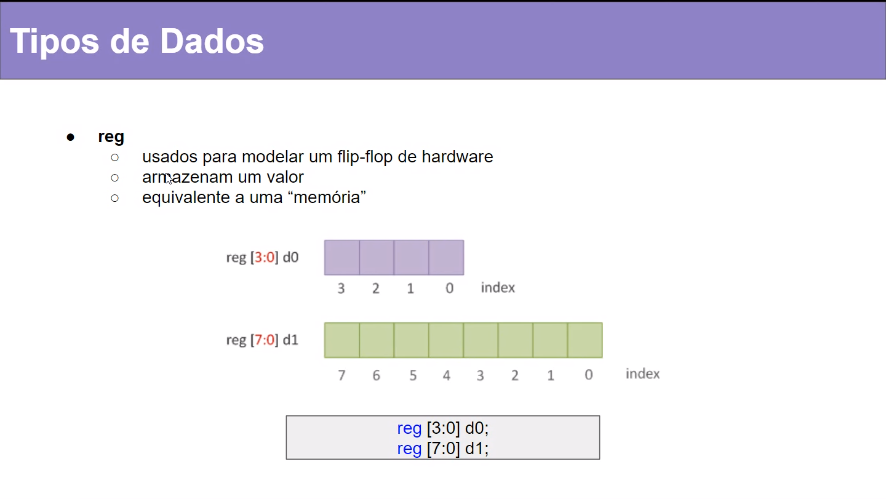 Tipos de Dados
● reg
○ usados para modelar um flip-flop de hardware
○ armazenam um valor
○ equivalente a uma “memória”
reg [3:0] d0
3 2 1 0 index
reg [7:0] d1
7 6 5 4 3 2 1 0 index
reg [3:0] d0;
reg [7:0] d1;